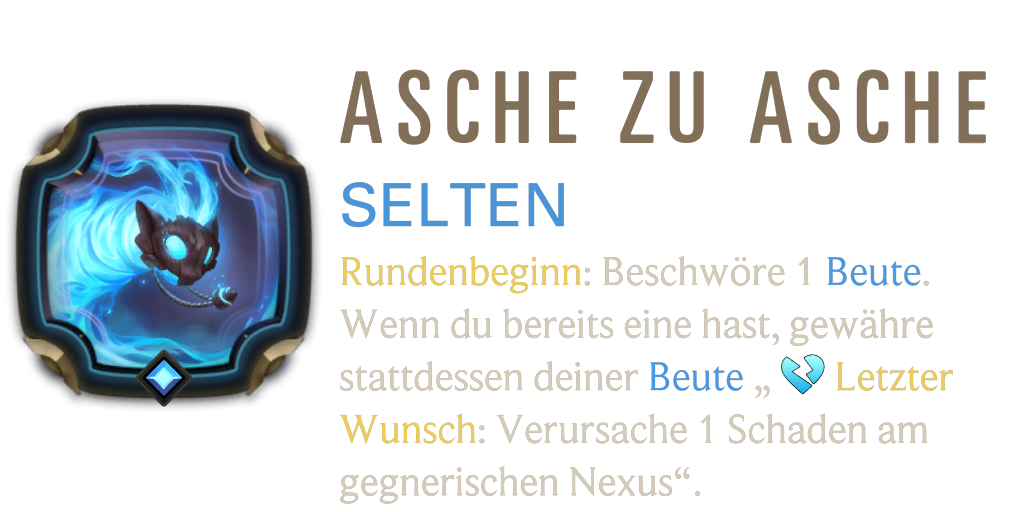 ASCHE ZU ASCHE
SELTEN
Rundenbeginn: Beschwöre 1 Beute.
Wenn du bereits eine hast, gewähre
stattdessen deiner Beute „ Letzter
Wunsch: Verursache 1 Schaden am
gegnerischen Nexus“.